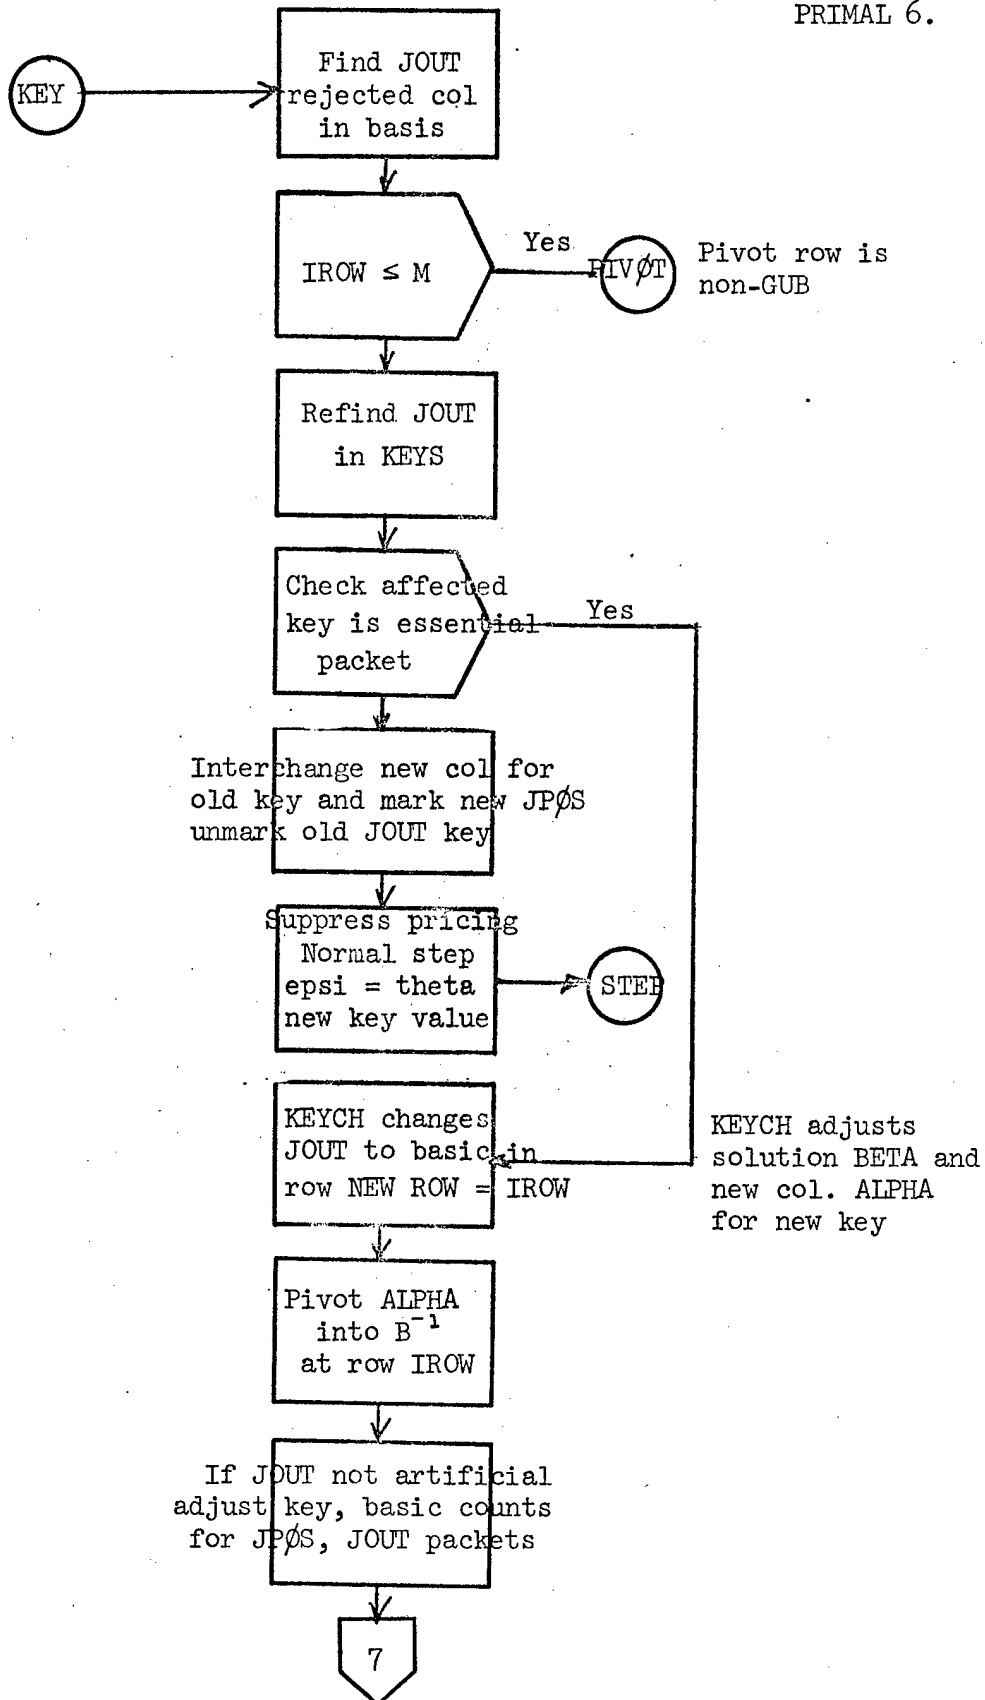 PRIMAL 6.
KEY
Find JOUT
rejected col
in basis
IROW ≤ M
Yes
PIVØT
Pivot row is
non-GUB
Refind JOUT
in KEYS
Check affected
key is essential
packet
Yes
Interchange new col for
old key and mark new JPØS
unmark old JOUT key
Suppress pricing
Normal step
epsi = theta
new key value
STEP
KEYCH changes
JOUT to basic in
row NEW ROW = IROW
KEYCH adjusts
solution BETA and
new col. ALPHA
for new key
Pivot ALPHA
into B⁻¹
at row IROW
If JOUT not artificial
adjust key, basic counts
for JPØS, JOUT packets
7